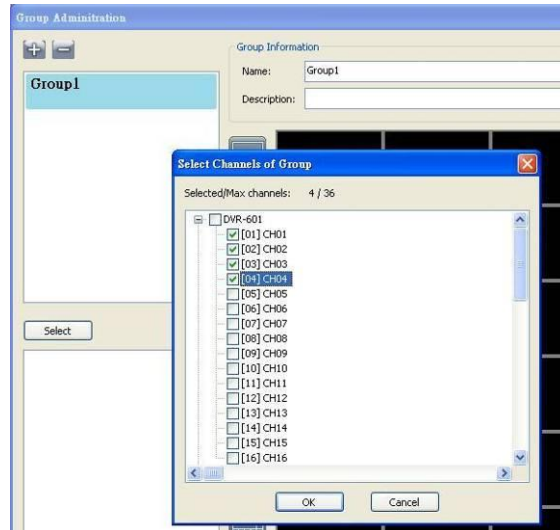 Group Adminitration
Group Information
Name: Group1
Description:
Group1
Select Channels of Group
Selected/Max channels: 4 / 36
DVR-601
[01] CH01
[02] CH02
[03] CH03
[04] CH04
[05] CH05
[06] CH06
[07] CH07
[08] CH08
[09] CH09
[10] CH10
[11] CH11
[12] CH12
[13] CH13
[14] CH14
[15] CH15
[16] CH16
Select
OK Cancel